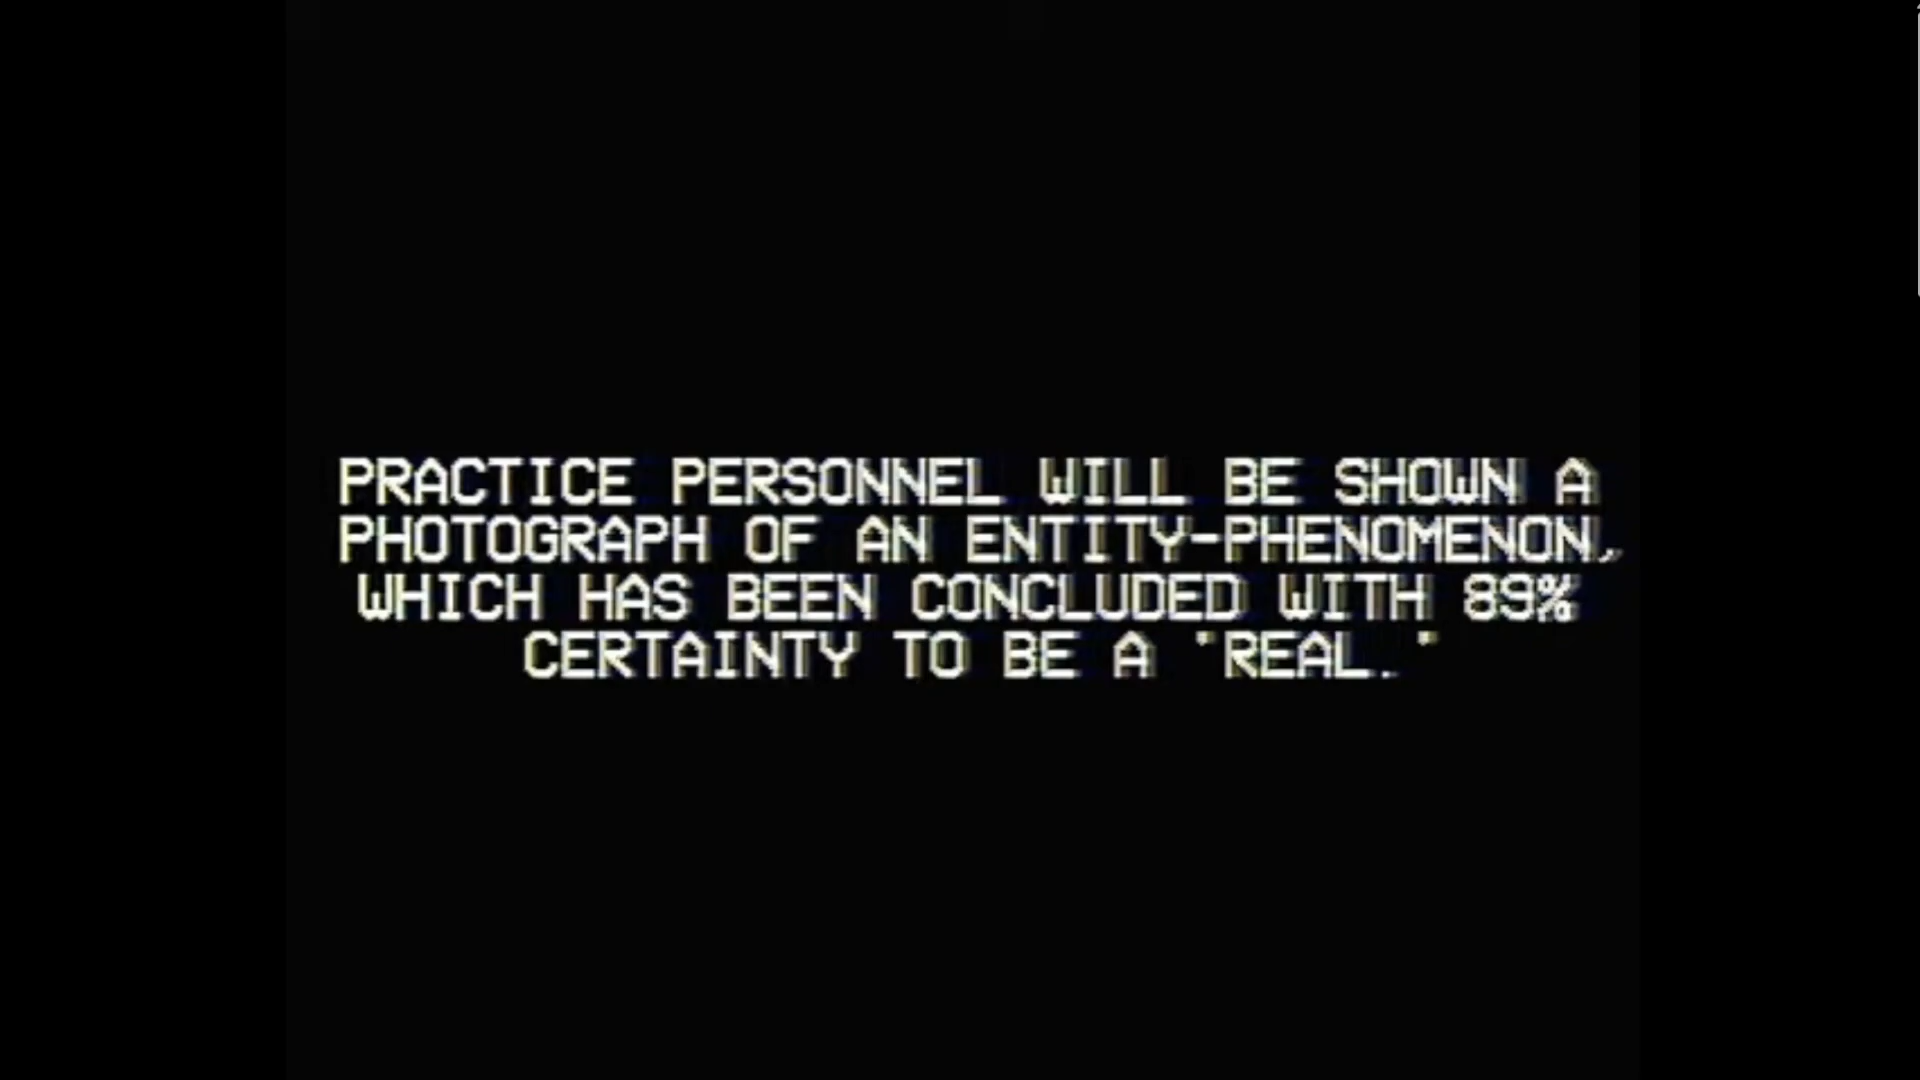 PRACTICE PERSONNEL WILL BE SHOWN A
PHOTOGRAPH OF AN ENTITY-PHENOMENON,
WHICH HAS BEEN CONCLUDED WITH 89%
CERTAINTY TO BE A "REAL."